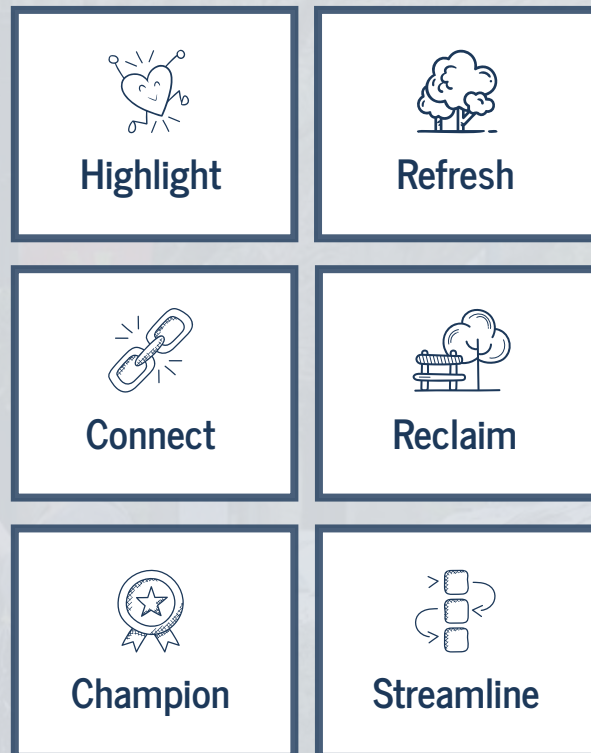 Highlight
Refresh
Connect
Reclaim
Champion
Streamline